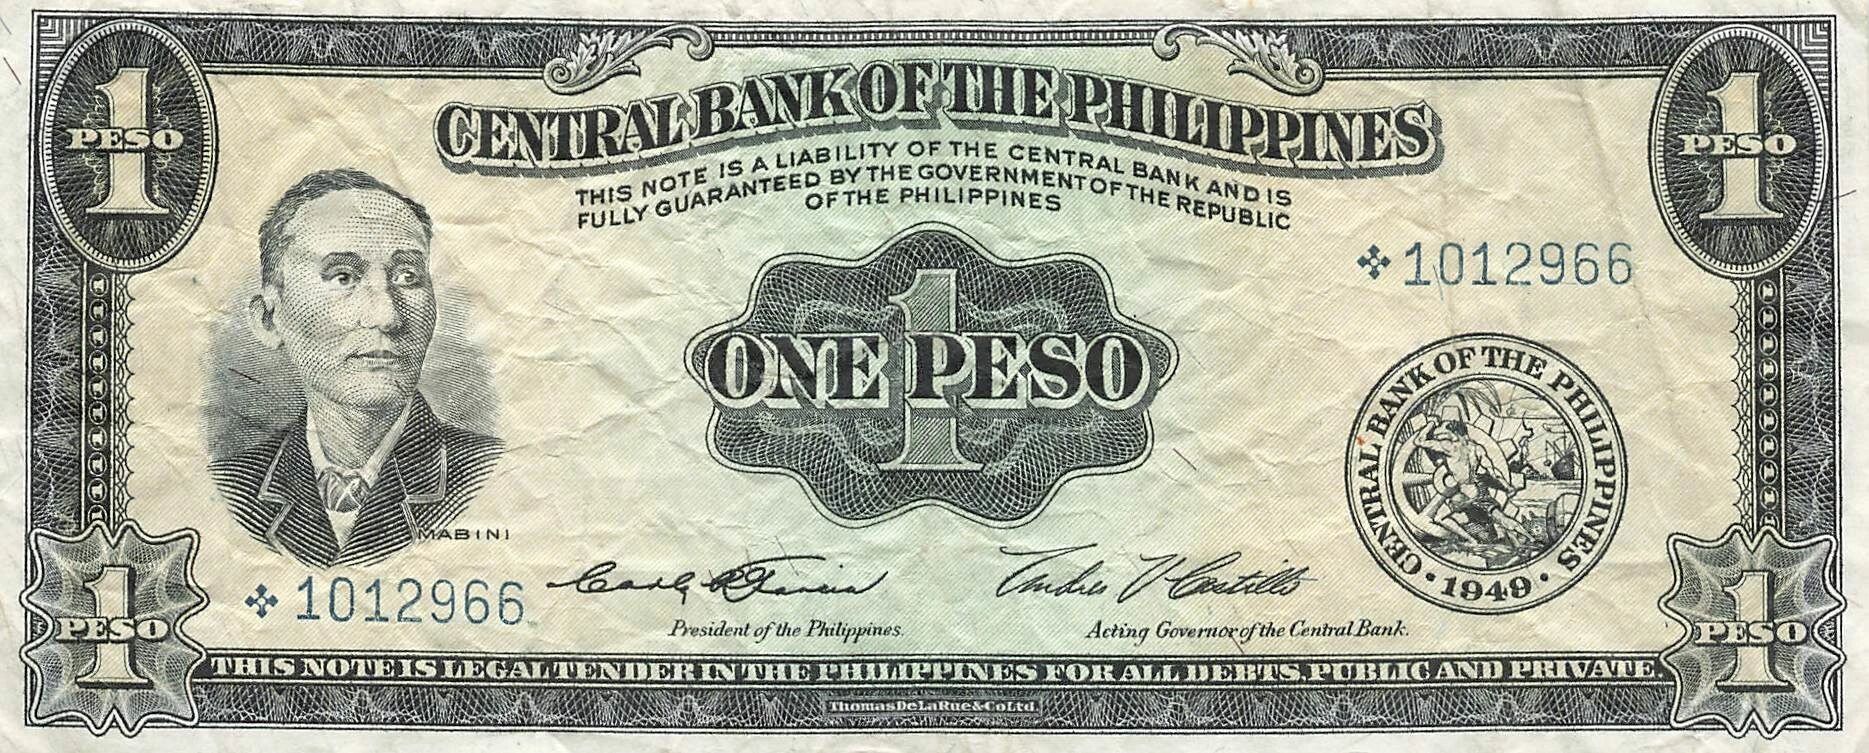 1
PESO
1
PESO
CENTRAL BANK OF THE PHILIPPINES
THIS NOTE IS A LIABILITY OF THE CENTRAL BANK AND IS
FULLY GUARANTEED BY THE GOVERNMENT OF THE REPUBLIC
OF THE PHILIPPINES
1012966
1
ONE PESO
CENTRAL BANK OF THE PHILIPPINES
• 1949 •
MABINI
1012966
Andres V Castillo
President of the Philippines.
Acting Governor of the Central Bank.
1
PESO
1
PESO
THIS NOTE IS LEGAL TENDER IN THE PHILIPPINES FOR ALL DEBTS, PUBLIC AND PRIVATE.
Thomas De La Rue & Co Ltd